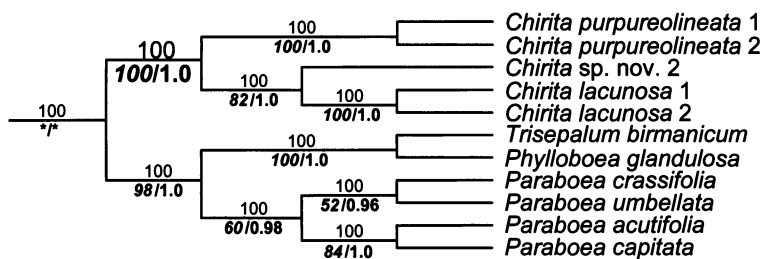 100
100/1.0
100
100/1.0
Chirita purpureolineata 1
Chirita purpureolineata 2
100
82/1.0
Chirita sp. nov. 2
100
100/1.0
Chirita lacunosa 1
Chirita lacunosa 2
100
*/*
100
98/1.0
100
100/1.0
Trisepalum birmanicum
Phylloboea glandulosa
100
60/0.98
100
52/0.96
Paraboea crassifolia
Paraboea umbellata
100
84/1.0
Paraboea acutifolia
Paraboea capitata